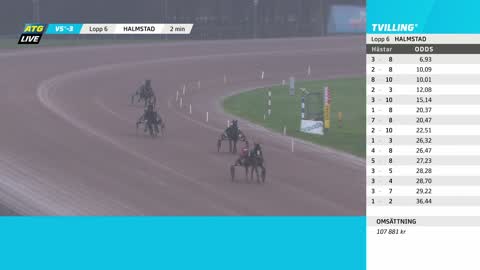 ATG
LIVE
V5™-3 Lopp 6 HALMSTAD 2 min
TVILLING®
Lopp 6 HALMSTAD
Hästar ODDS
3 - 8 6,93
2 - 8 10,09
8 - 10 10,01
2 - 3 12,08
3 - 10 15,14
1 - 8 20,37
7 - 8 20,47
2 - 10 22,51
1 - 3 26,32
4 - 8 26,47
5 - 8 27,23
3 - 5 28,28
3 - 4 28,70
3 - 7 29,22
1 - 2 36,44
OMSÄTTNING
107 881 kr